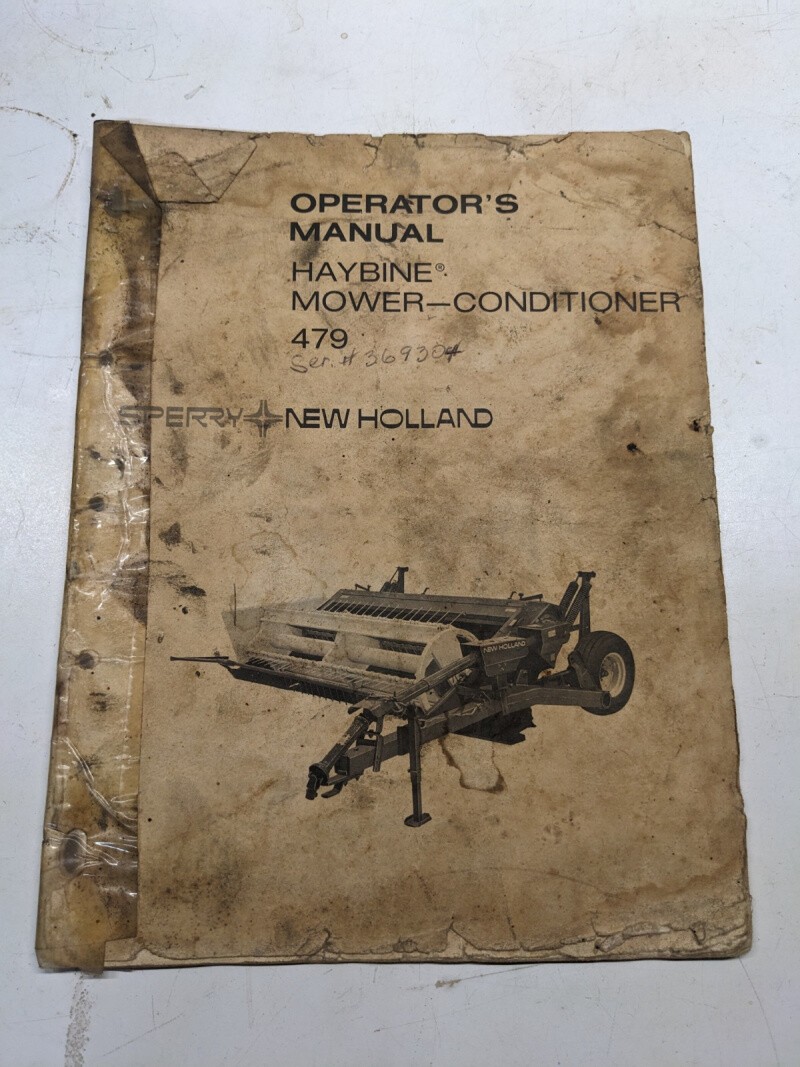 OPERATOR'S
MANUAL
HAYBINE®
MOWER—CONDITIONER
479
Ser. # 369304
SPERRY NEW HOLLAND
NEW HOLLAND